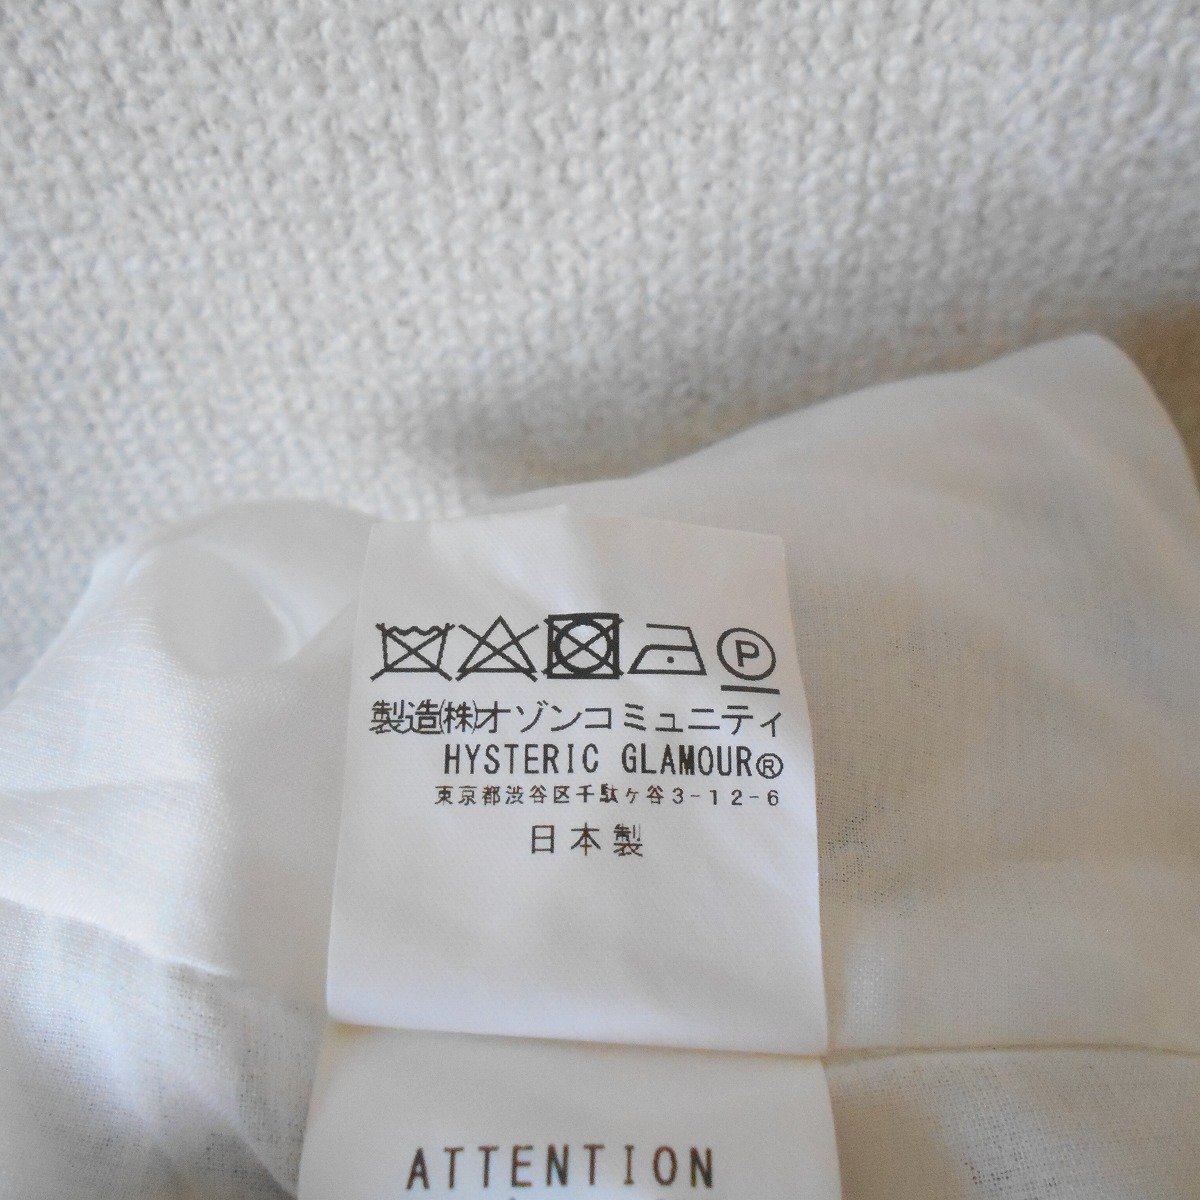 P
製造(株)オゾンコミュニティ
HYSTERIC GLAMOUR®
東京都渋谷区千駄ヶ谷3-12-6
日本製
ATTENTION